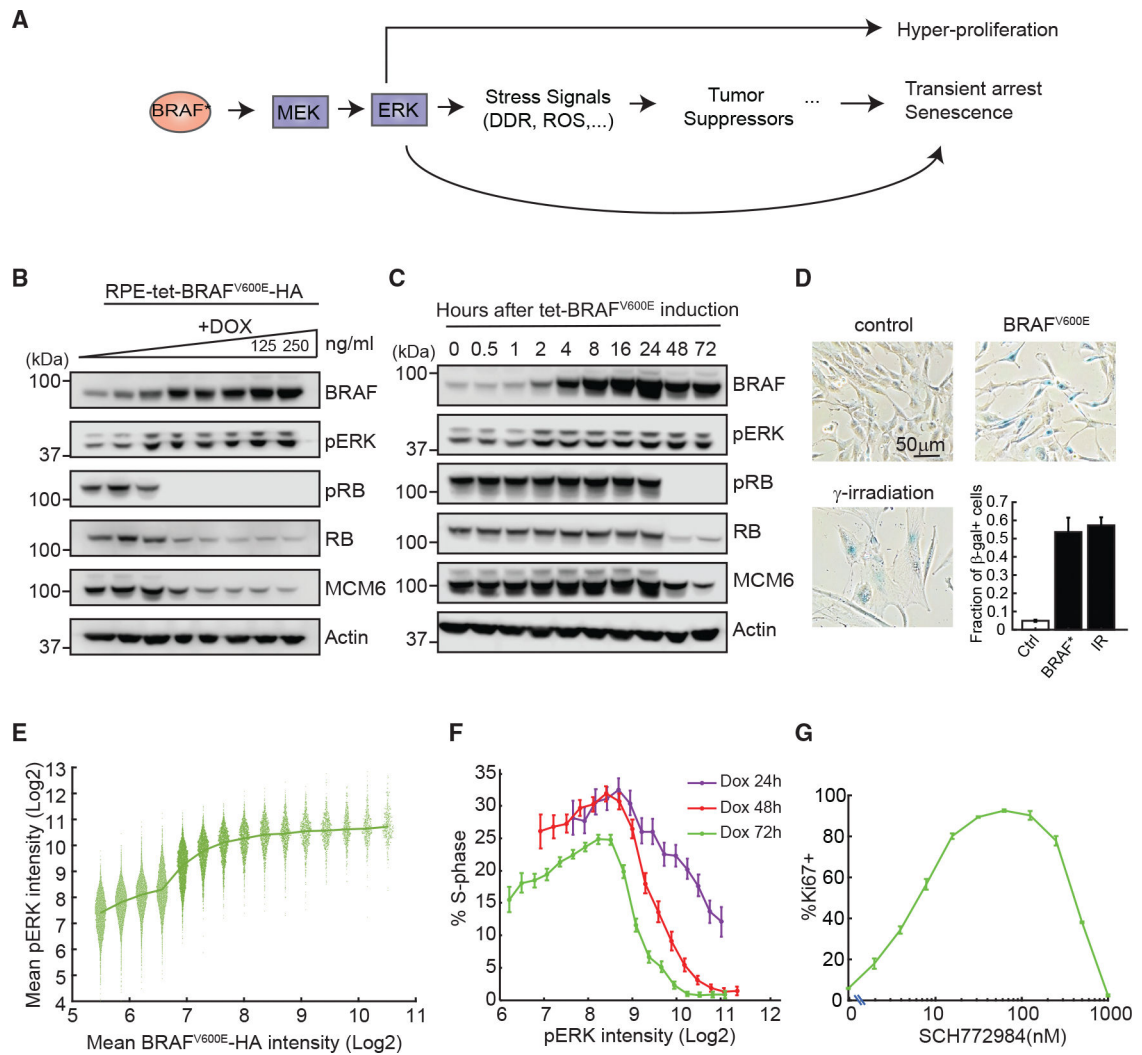 A
Hyper-proliferation
BRAF* MEK ERK Stress Signals (DDR, ROS,...) Tumor Suppressors ... Transient arrest Senescence
B
RPE-tet-BRAFV600E-HA
+DOX
125 250 ng/ml
(kDa)
100 BRAF
37 pERK
100 pRB
100 RB
100 MCM6
37 Actin
C
Hours after tet-BRAFV600E induction
(kDa) 0 0.5 1 2 4 8 16 24 48 72
100 BRAF
37 pERK
100 pRB
100 RB
100 MCM6
37 Actin
D
control
BRAFV600E
50μm
γ-irradiation
Fraction of β-gal+ cells
0.7
0.6
0.5
0.4
0.3
0.2
0.1
0
Ctrl BRAF* IR
E
Mean pERK intensity (Log2)
13
12
11
10
9
8
7
6
5
4
5 6 7 8 9 10 11
Mean BRAFV600E-HA intensity (Log2)
F
% S-phase
35
30
25
20
15
10
5
0
Dox 24h
Dox 48h
Dox 72h
6 7 8 9 10 11 12
pERK intensity (Log2)
G
%Ki67+
100
80
60
40
20
0
0 10 100 1000
SCH772984(nM)